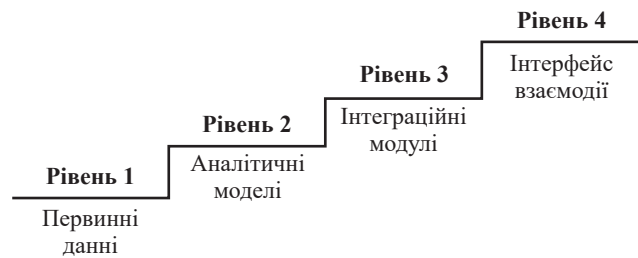 Рівень 4
Інтерфейс
взаємодії
Рівень 3
Інтеграційні
модулі
Рівень 2
Аналітичні
моделі
Рівень 1
Первинні
данні